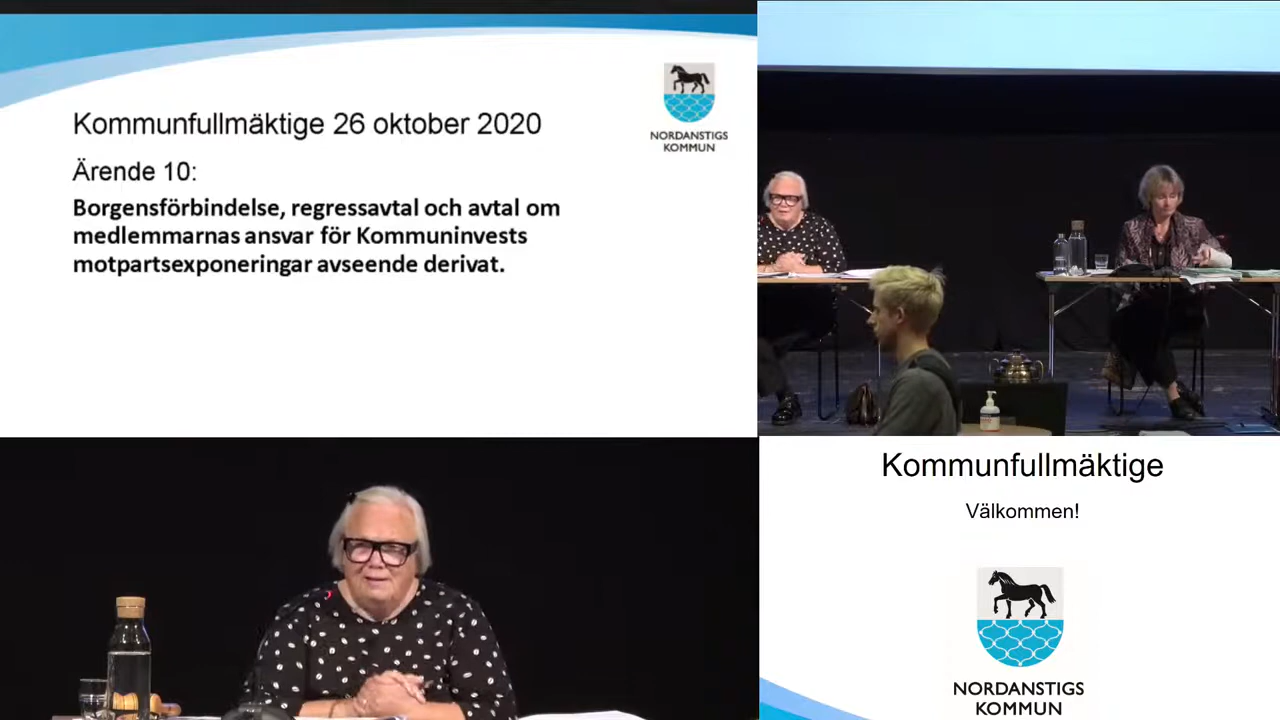 Kommunfullmäktige 26 oktober 2020
Ärende 10:
Borgensförbindelse, regressavtal och avtal om
medlemmarnas ansvar för Kommuninvests
motpartsexponeringar avseende derivat.
NORDANSTIGS
KOMMUN
Kommunfullmäktige
Välkommen!
NORDANSTIGS
KOMMUN